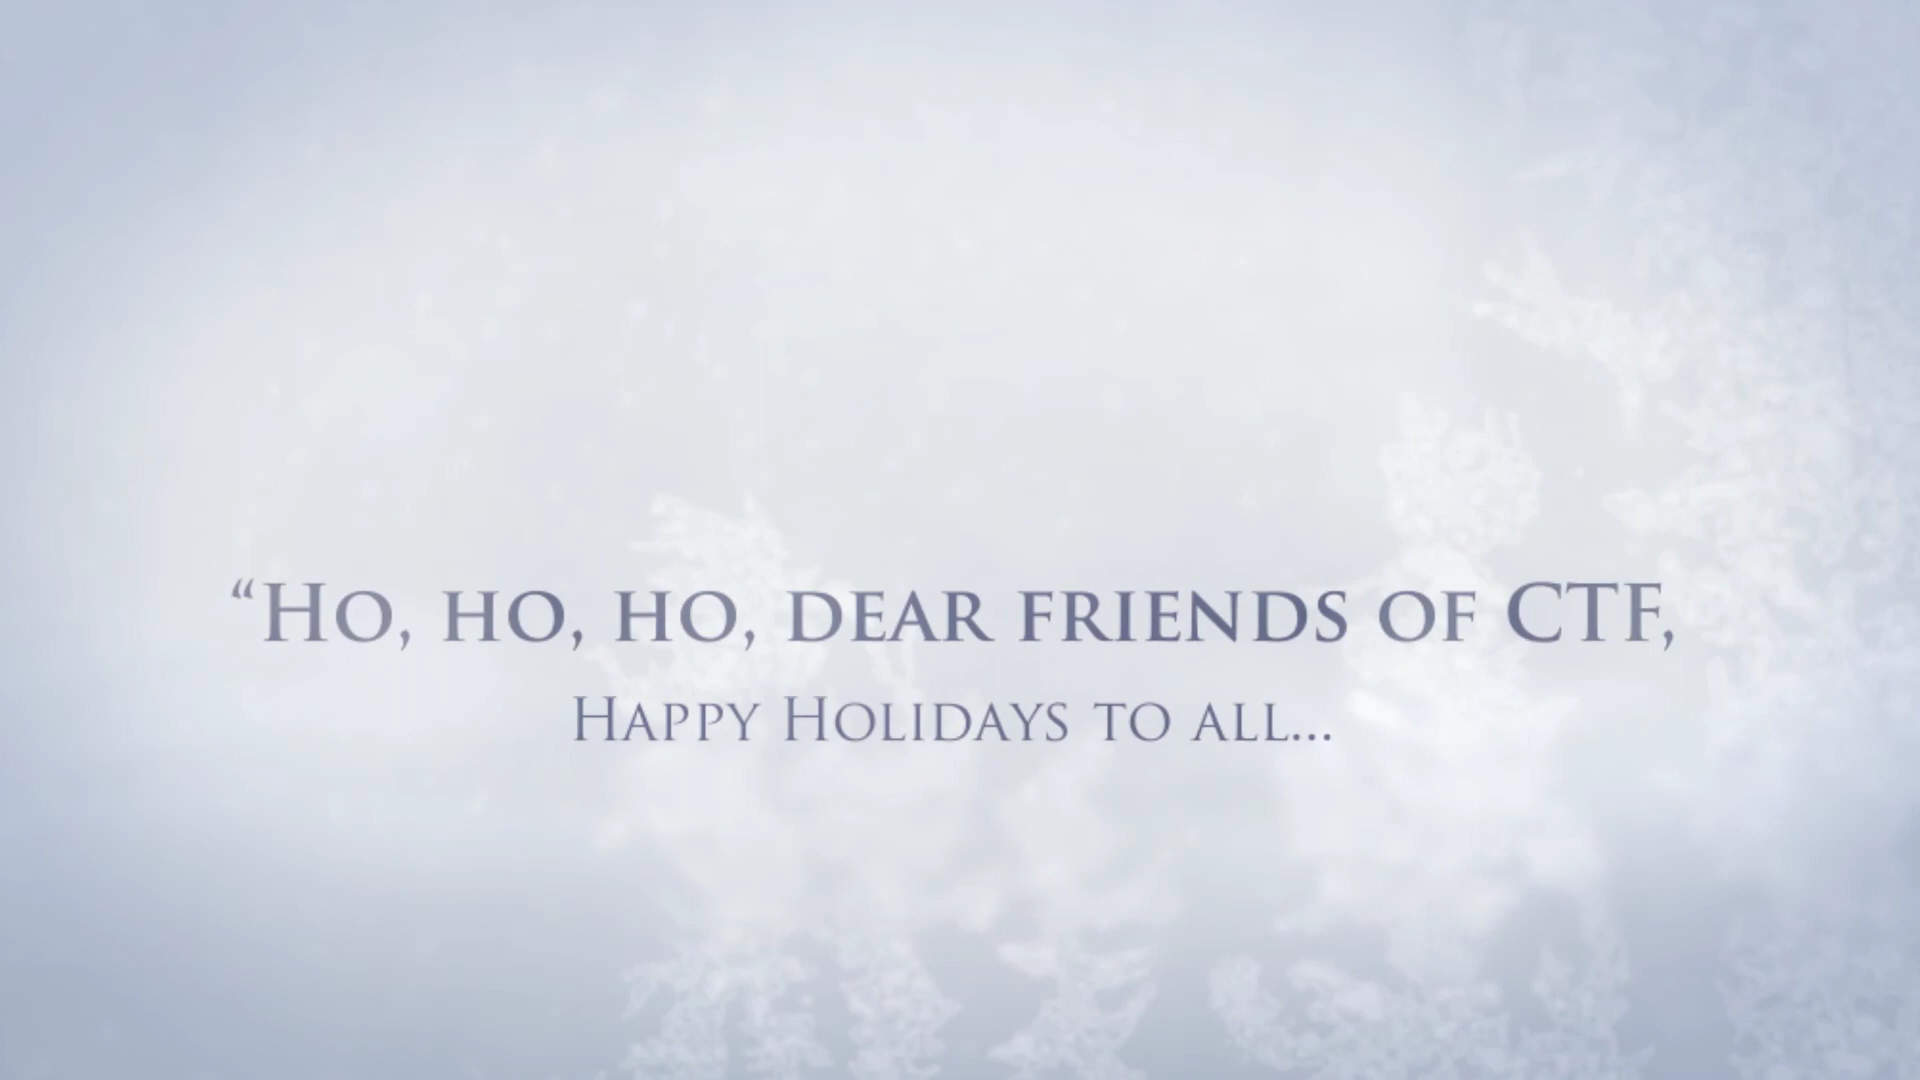 “Ho, ho, ho, dear friends of CTF,
Happy Holidays to all...